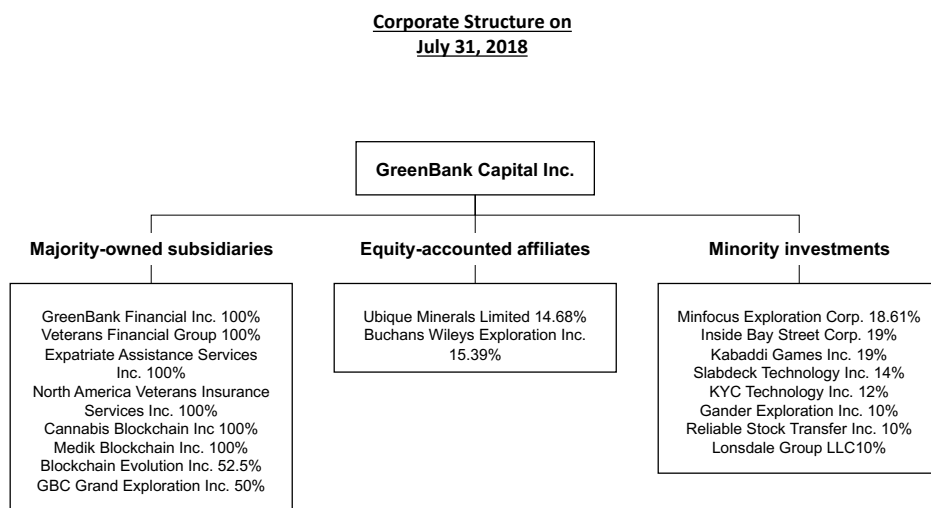 Corporate Structure on
July 31, 2018
GreenBank Capital Inc.
Majority-owned subsidiaries
GreenBank Financial Inc. 100%
Veterans Financial Group 100%
Expatriate Assistance Services
Inc. 100%
North America Veterans Insurance
Services Inc. 100%
Cannabis Blockchain Inc 100%
Medik Blockchain Inc. 100%
Blockchain Evolution Inc. 52.5%
GBC Grand Exploration Inc. 50%
Equity-accounted affiliates
Ubique Minerals Limited 14.68%
Buchans Wileys Exploration Inc.
15.39%
Minority investments
Minfocus Exploration Corp. 18.61%
Inside Bay Street Corp. 19%
Kabaddi Games Inc. 19%
Slabdeck Technology Inc. 14%
KYC Technology Inc. 12%
Gander Exploration Inc. 10%
Reliable Stock Transfer Inc. 10%
Lonsdale Group LLC10%